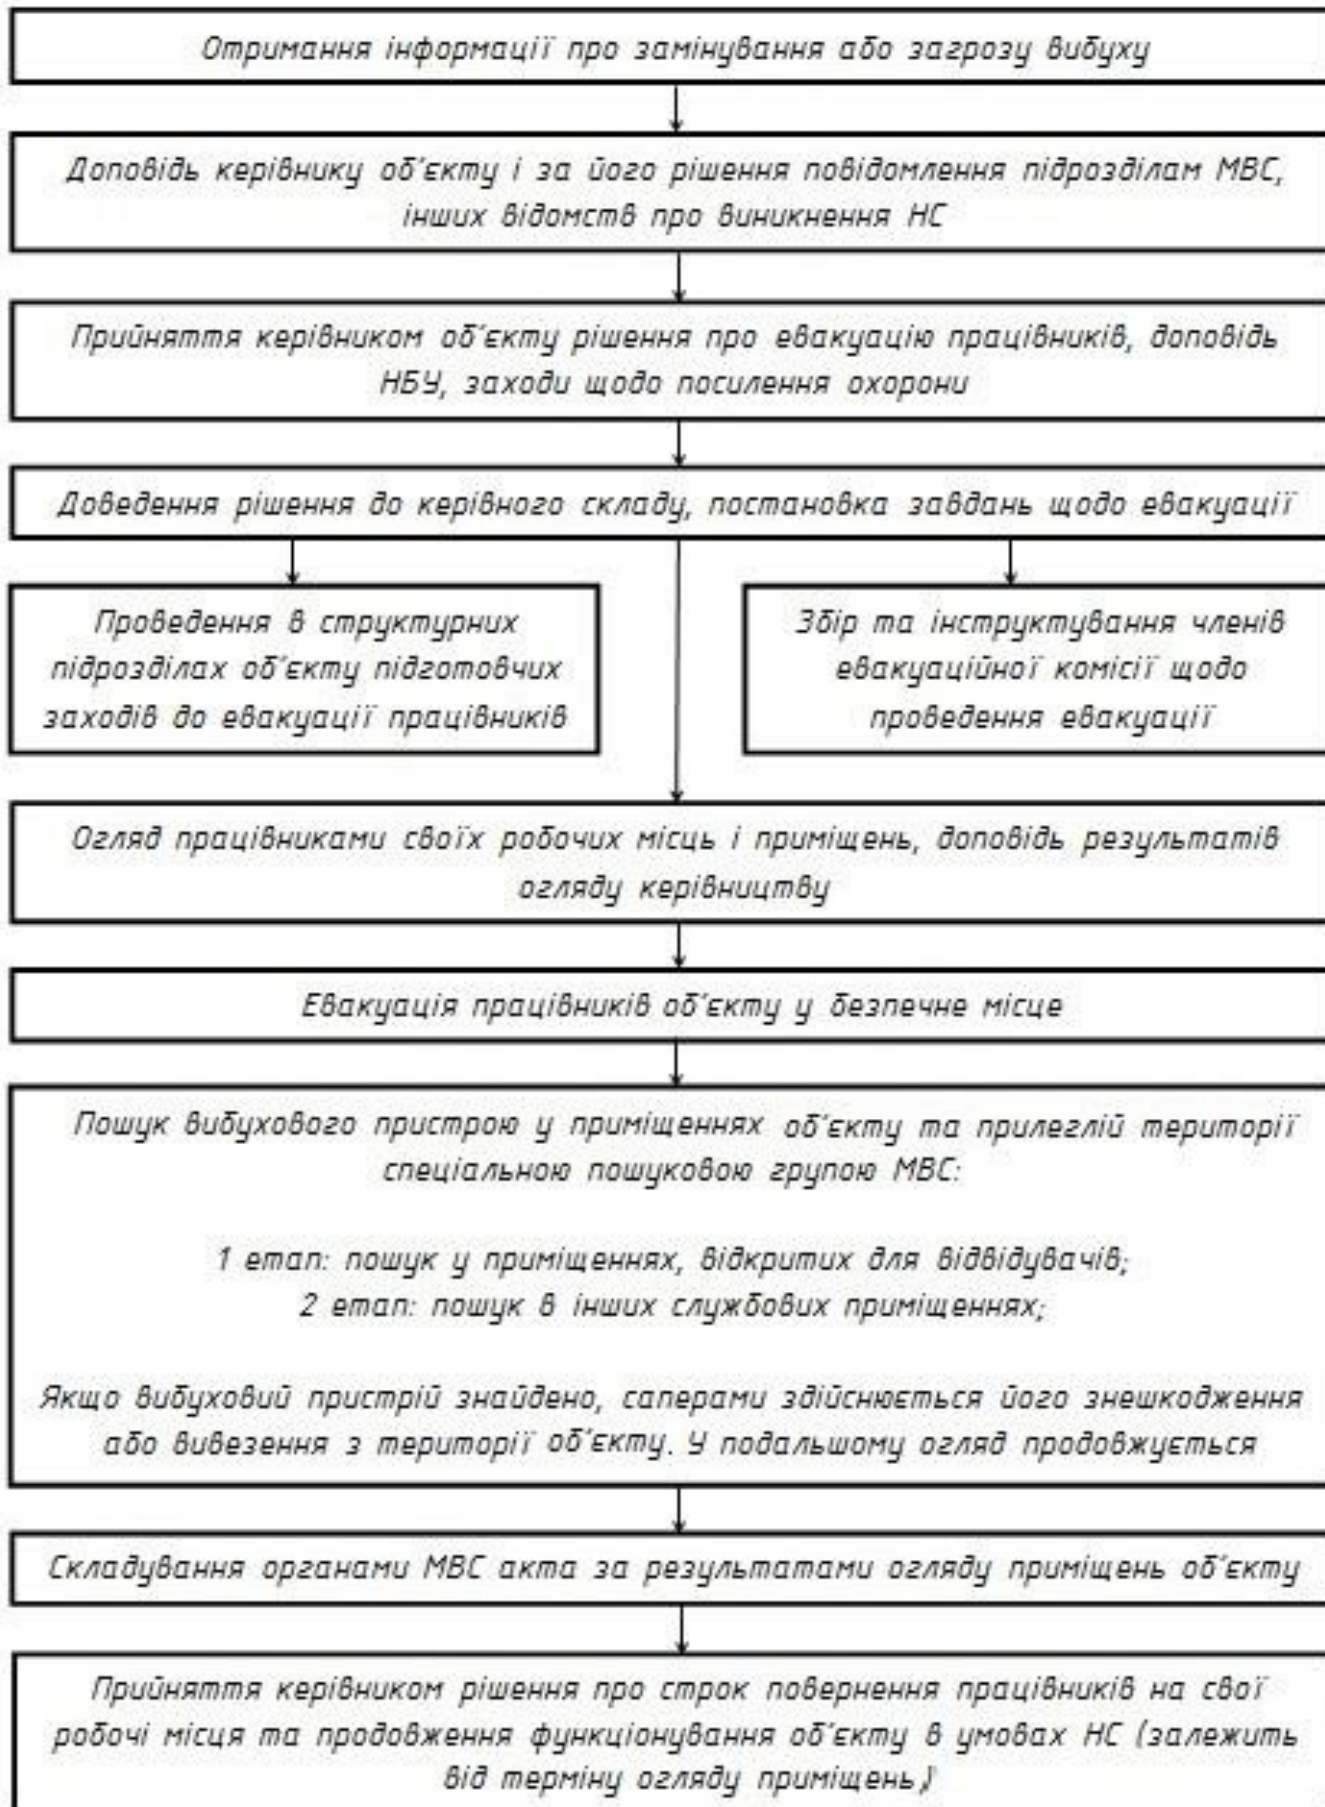 Отримання інформації про замінування або загрозу вибуху
Доповідь керівнику об'єкту і за його рішення повідомлення підрозділам МВС,
інших відомств про виникнення НС
Прийняття керівником об'єкту рішення про евакуацію працівників, доповідь
НБУ, заходи щодо посилення охорони
Доведення рішення до керівного складу, постановка завдань щодо евакуації
Проведення в структурних
підрозділах об'єкту підготовчих
заходів до евакуації працівників
Збір та інструктування членів
евакуаційної комісії щодо
проведення евакуації
Огляд працівниками своїх робочих місць і приміщень, доповідь результатів
огляду керівництву
Евакуація працівників об'єкту у безпечне місце
Пошук вибухового пристрою у приміщеннях об'єкту та прилеглій території
спеціальною пошуковою групою МВС:
1 етап: пошук у приміщеннях, відкритих для відвідувачів;
2 етап: пошук в інших службових приміщеннях;
Якщо вибуховий пристрій знайдено, саперами здійснюється його знешкодження
або вивезення з території об'єкту. У подальшому огляд продовжується
Складування органами МВС акта за результатами огляду приміщень об'єкту
Прийняття керівником рішення про строк повернення працівників на свої
робочі місця та продовження функціонування об'єкту в умовах НС (залежить
від терміну огляду приміщень)